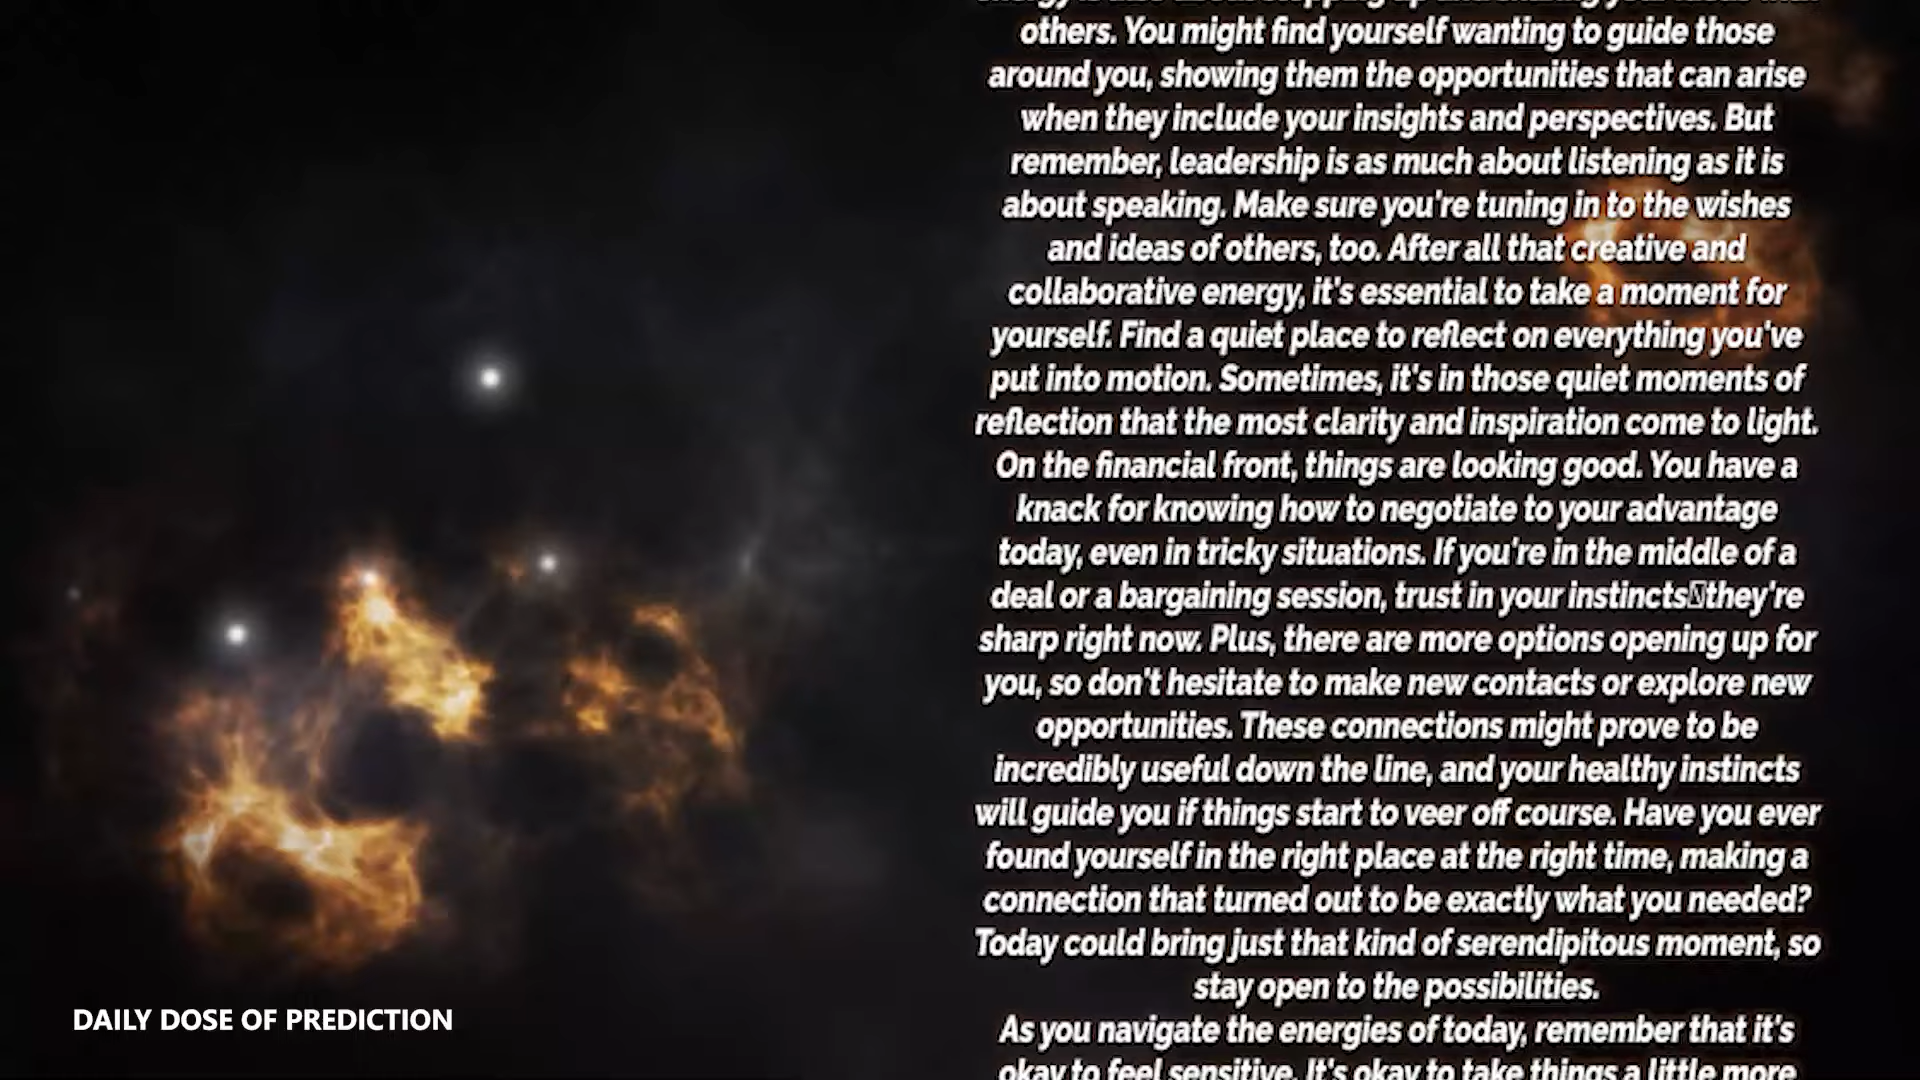 others. You might find yourself wanting to guide those
around you, showing them the opportunities that can arise
when they include your insights and perspectives. But
remember, leadership is as much about listening as it is
about speaking. Make sure you're tuning in to the wishes
and ideas of others, too. After all that creative and
collaborative energy, it's essential to take a moment for
yourself. Find a quiet place to reflect on everything you've
put into motion. Sometimes, it's in those quiet moments of
reflection that the most clarity and inspiration come to light.
On the financial front, things are looking good. You have a
knack for knowing how to negotiate to your advantage
today, even in tricky situations. If you're in the middle of a
deal or a bargaining session, trust in your instincts▯they're
sharp right now. Plus, there are more options opening up for
you, so don't hesitate to make new contacts or explore new
opportunities. These connections might prove to be
incredibly useful down the line, and your healthy instincts
will guide you if things start to veer off course. Have you ever
found yourself in the right place at the right time, making a
connection that turned out to be exactly what you needed?
Today could bring just that kind of serendipitous moment, so
stay open to the possibilities.
As you navigate the energies of today, remember that it's
okay to feel sensitive. It's okay to take things a little more
DAILY DOSE OF PREDICTION